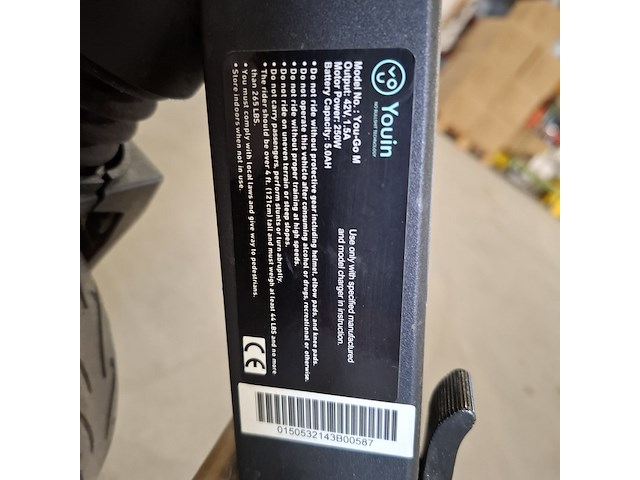 Youin
NO BULLSHIT TECHNOLOGY
Model No.: You-Go M
Output: 42V, 1.5A
Motor Power: 250W
Battery Capacity: 5.0AH
Use only with specified manufactured
and model charger in instruction.
• Do not ride without protective gear including helmet, elbow pads, and knee pads.
• Do not operate this vehicle after consuming alcohol or drugs, recreational or otherwise.
• Do not ride without proper training at high speeds.
• Do not ride on uneven terrain or steep slopes.
• Do not carry passengers, perform stunts or turn abruptly.
• The rider should be over 4 ft. (121cm) tall and must weigh at least 44 LBS and no more
than 265 LBS.
• You must comply with local laws and give way to pedestrians.
• Store indoors when not in use.
CE
0150532143B00587